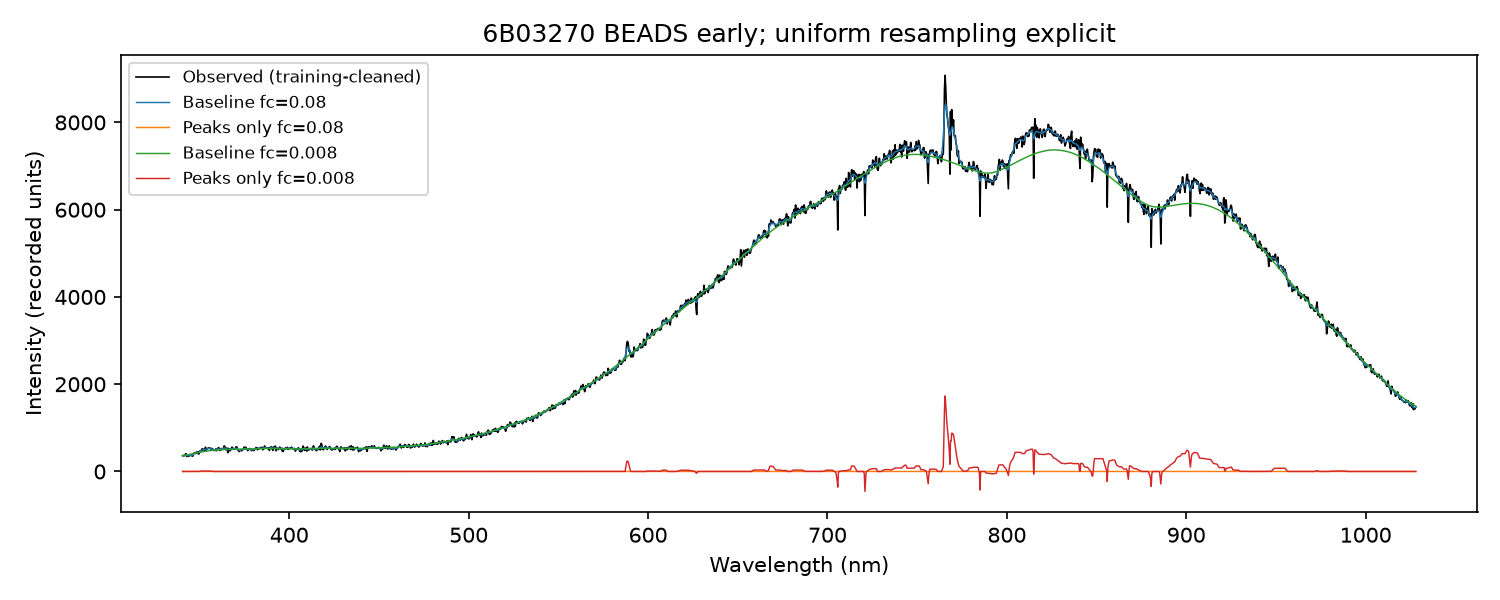 6B03270 BEADS early; uniform resampling explicit
Observed (training-cleaned)
Baseline fc=0.08
Peaks only fc=0.08
Baseline fc=0.008
Peaks only fc=0.008
Intensity (recorded units)
8000
6000
4000
2000
0
400 500 600 700 800 900 1000
Wavelength (nm)